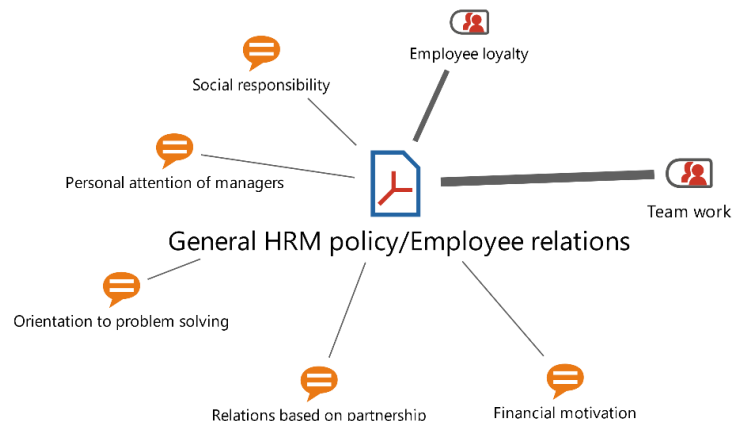 Employee loyalty
Social responsibility
Personal attention of managers
Team work
General HRM policy/Employee relations
Orientation to problem solving
Relations based on partnership
Financial motivation